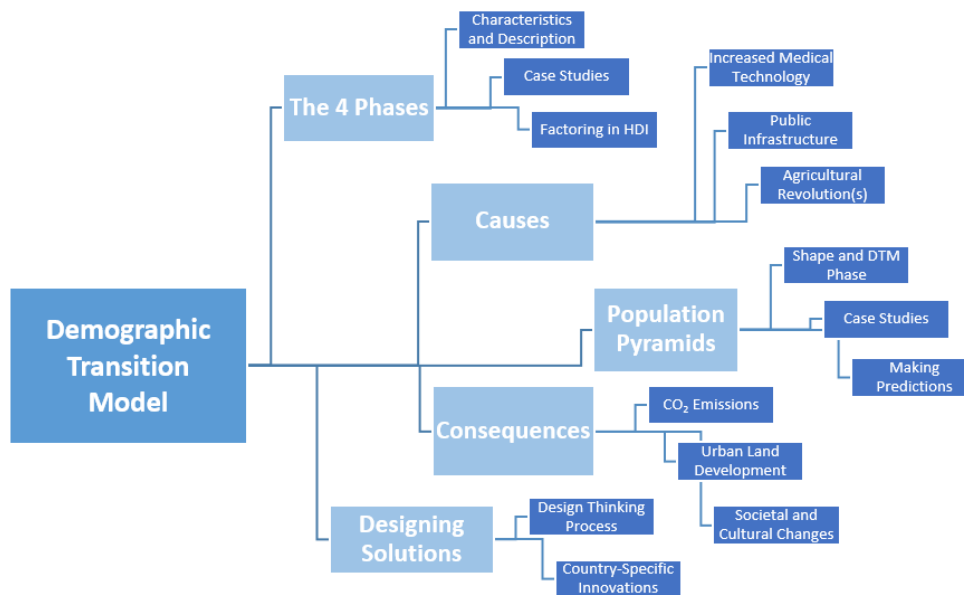 Demographic
Transition
Model
The 4 Phases
Characteristics
and Description
Case Studies
Factoring in HDI
Causes
Increased Medical
Technology
Public
Infrastructure
Agricultural
Revolution(s)
Population
Pyramids
Shape and DTM
Phase
Case Studies
Making
Predictions
Consequences
CO₂ Emissions
Urban Land
Development
Societal and
Cultural Changes
Designing
Solutions
Design Thinking
Process
Country-Specific
Innovations